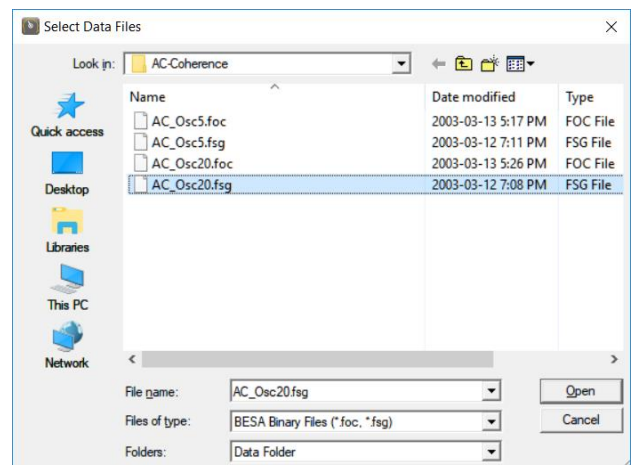 Select Data Files
Look in: AC-Coherence
Name Date modified Type
AC_Osc5.foc 2003-03-13 5:17 PM FOC File
AC_Osc5.fsg 2003-03-12 7:11 PM FSG File
AC_Osc20.foc 2003-03-13 5:26 PM FOC File
AC_Osc20.fsg 2003-03-12 7:08 PM FSG File
Quick access
Desktop
Libraries
This PC
Network
File name: AC_Osc20.fsg Open
Files of type: BESA Binary Files (*.foc, *.fsg) Cancel
Folders: Data Folder